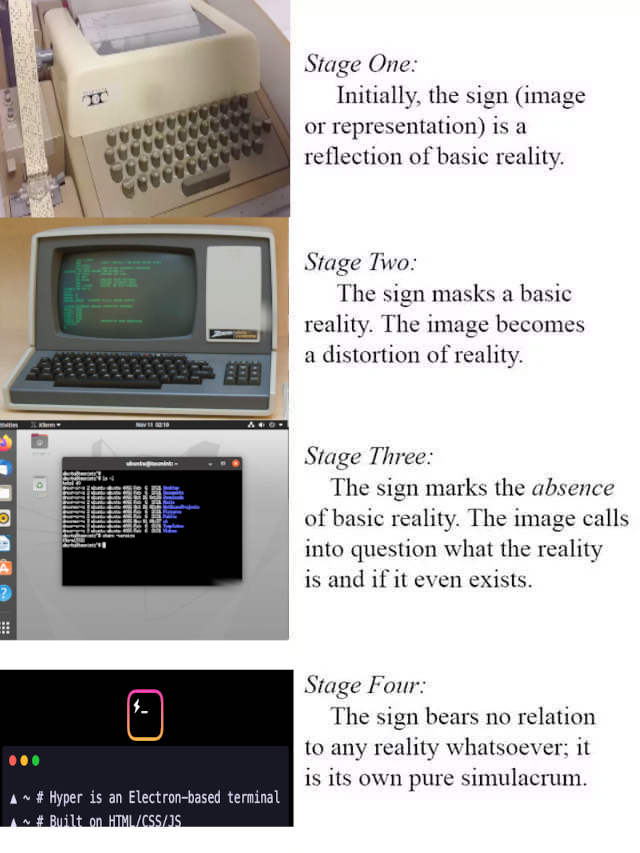 Stage One:
Initially, the sign (image
or representation) is a
reflection of basic reality.
Stage Two:
The sign masks a basic
reality. The image becomes
a distortion of reality.
Nov 11 02:19
XTerm
ubuntu@jasmintz: ~
Stage Three:
The sign marks the absence
of basic reality. The image calls
into question what the reality
is and if it even exists.
Stage Four:
The sign bears no relation
to any reality whatsoever; it
is its own pure simulacrum.
▲ ~ # Hyper is an Electron-based terminal
▲ ~ # Built on HTML/CSS/JS